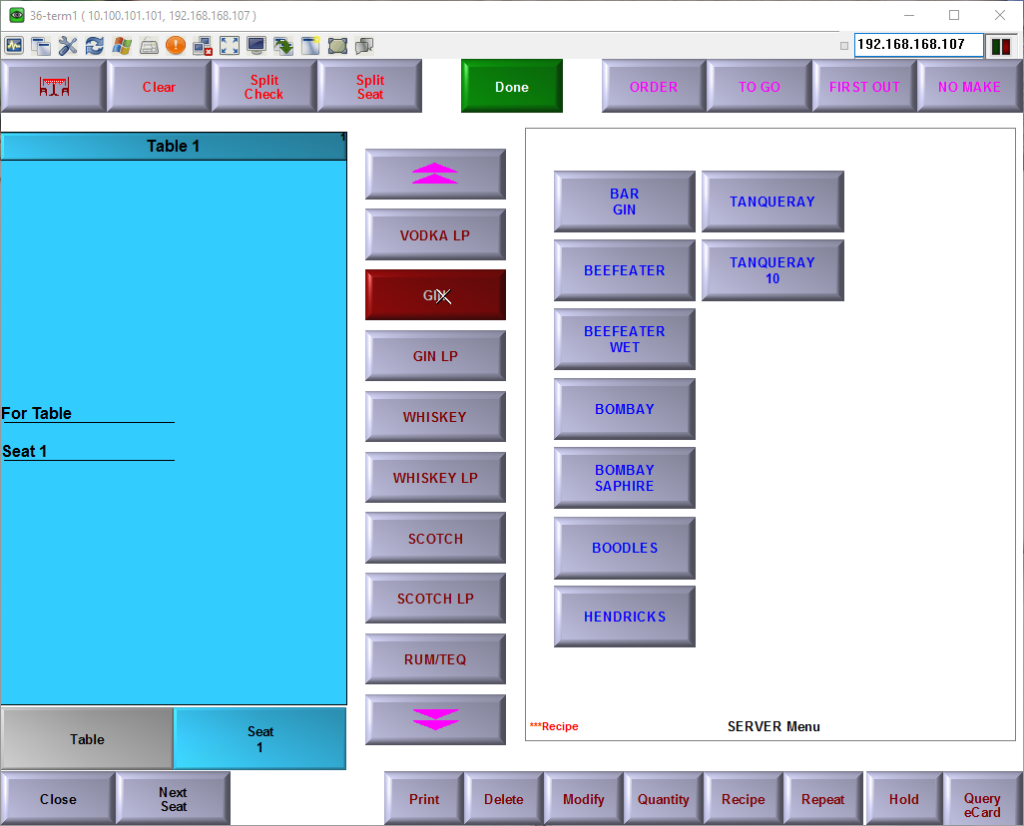 36-term1 ( 10.100.101.101, 192.168.168.107 )
192.168.168.107
Clear
Split
Check
Split
Seat
Done
ORDER
TO GO
FIRST OUT
NO MAKE
Table 1
1
For Table
Seat 1
VODKA LP
GIN
GIN LP
WHISKEY
WHISKEY LP
SCOTCH
SCOTCH LP
RUM/TEQ
BAR
GIN
TANQUERAY
BEEFEATER
TANQUERAY
10
BEEFEATER
WET
BOMBAY
BOMBAY
SAPHIRE
BOODLES
HENDRICKS
***Recipe
SERVER Menu
Table
Seat
1
Close
Next
Seat
Print
Delete
Modify
Quantity
Recipe
Repeat
Hold
Query
eCard